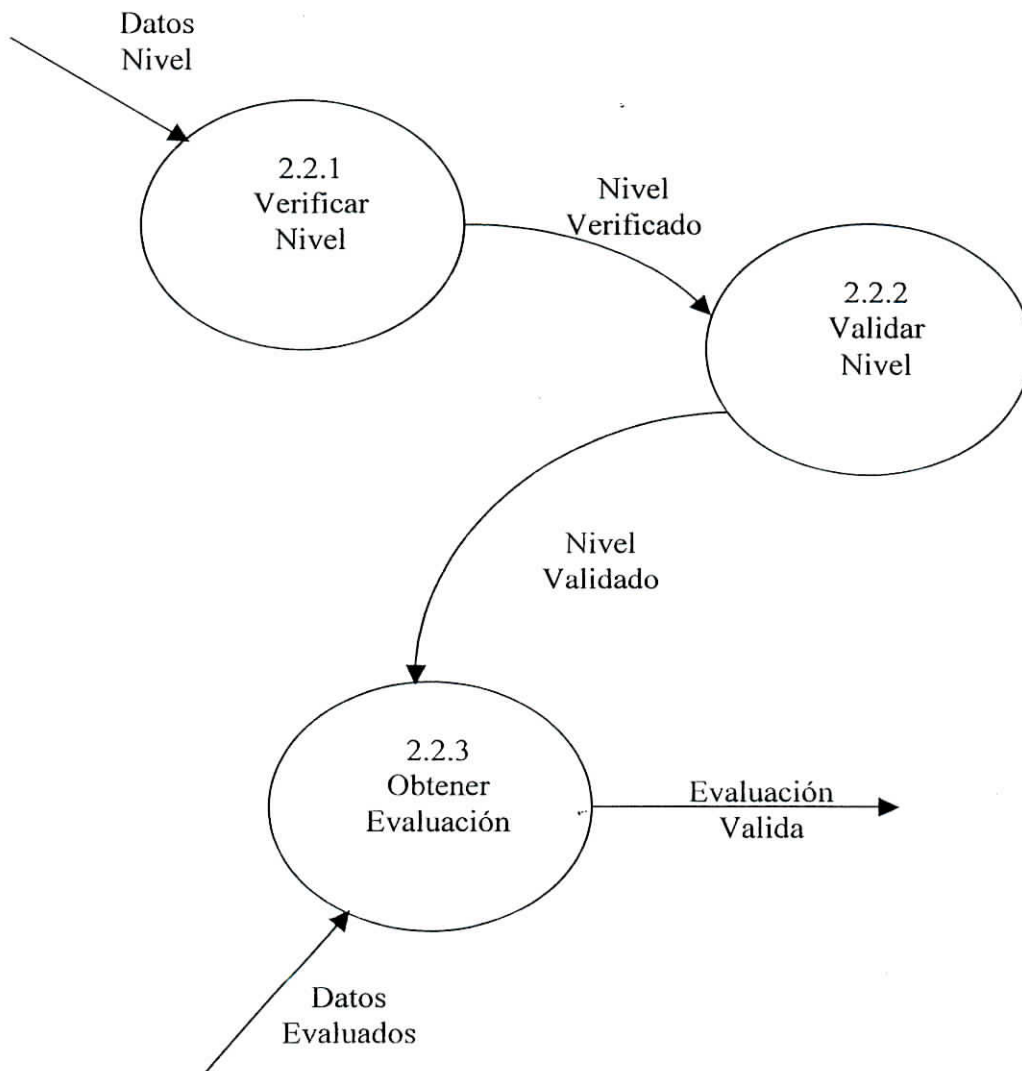 Datos
Nivel
2.2.1
Verificar
Nivel
Nivel
Verificado
2.2.2
Validar
Nivel
Nivel
Validado
2.2.3
Obtener
Evaluación
Evaluación
Valida
Datos
Evaluados